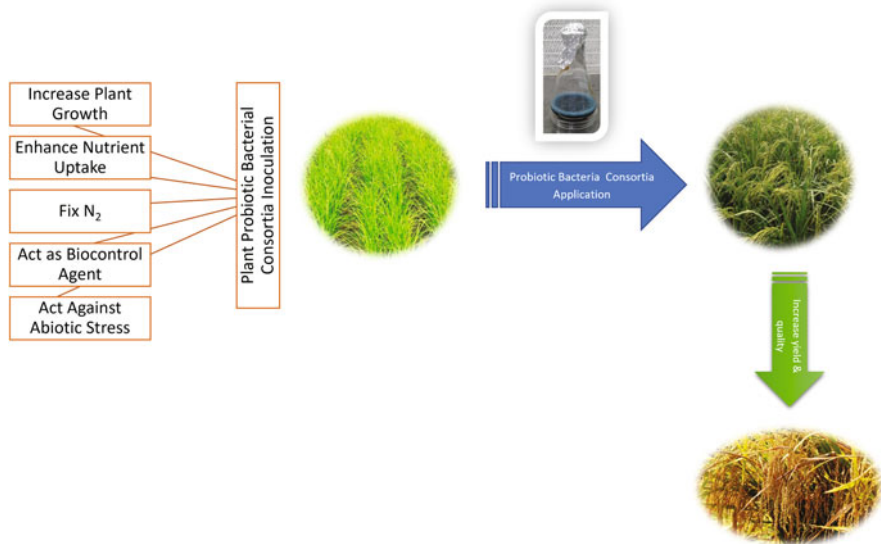 Increase Plant
Growth
Enhance Nutrient
Uptake
Fix N₂
Act as Biocontrol
Agent
Act Against
Abiotic Stress
Plant Probiotic Bacterial
Consortia Inoculation
Probiotic Bacteria Consortia
Application
Increase yield &
quality